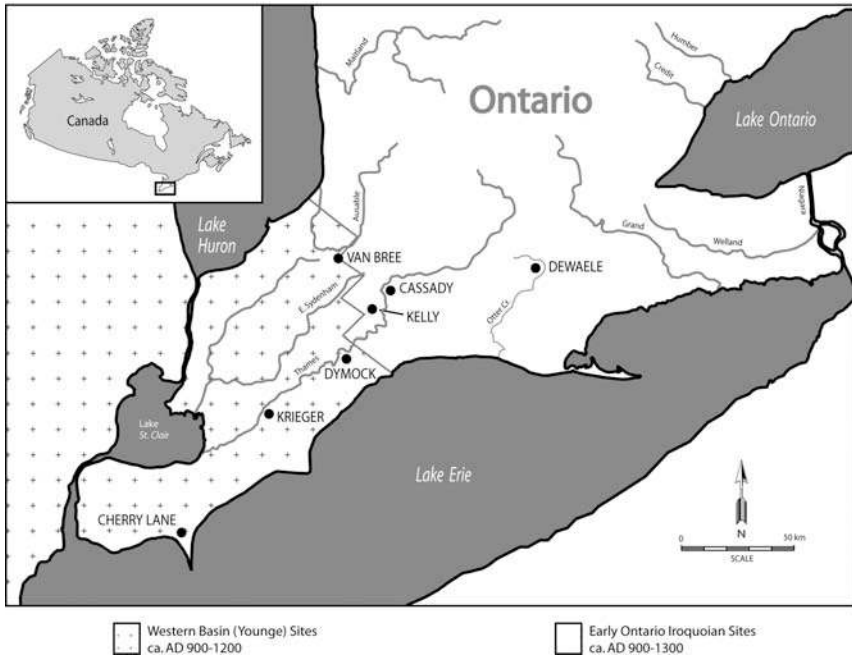 Canada
Ontario
Maitland
Humber
Credit
Lake Ontario
Niagara
Lake
Huron
Ausable
Grand
Welland
VAN BREE
DEWAELE
CASSADY
E. Sydenham
KELLY
Otter Cr.
Thames
DYMOCK
KRIEGER
Lake
St. Clair
Lake Erie
CHERRY LANE
N
0
50 km
SCALE
Western Basin (Younge) Sites
ca. AD 900-1200
Early Ontario Iroquoian Sites
ca. AD 900-1300